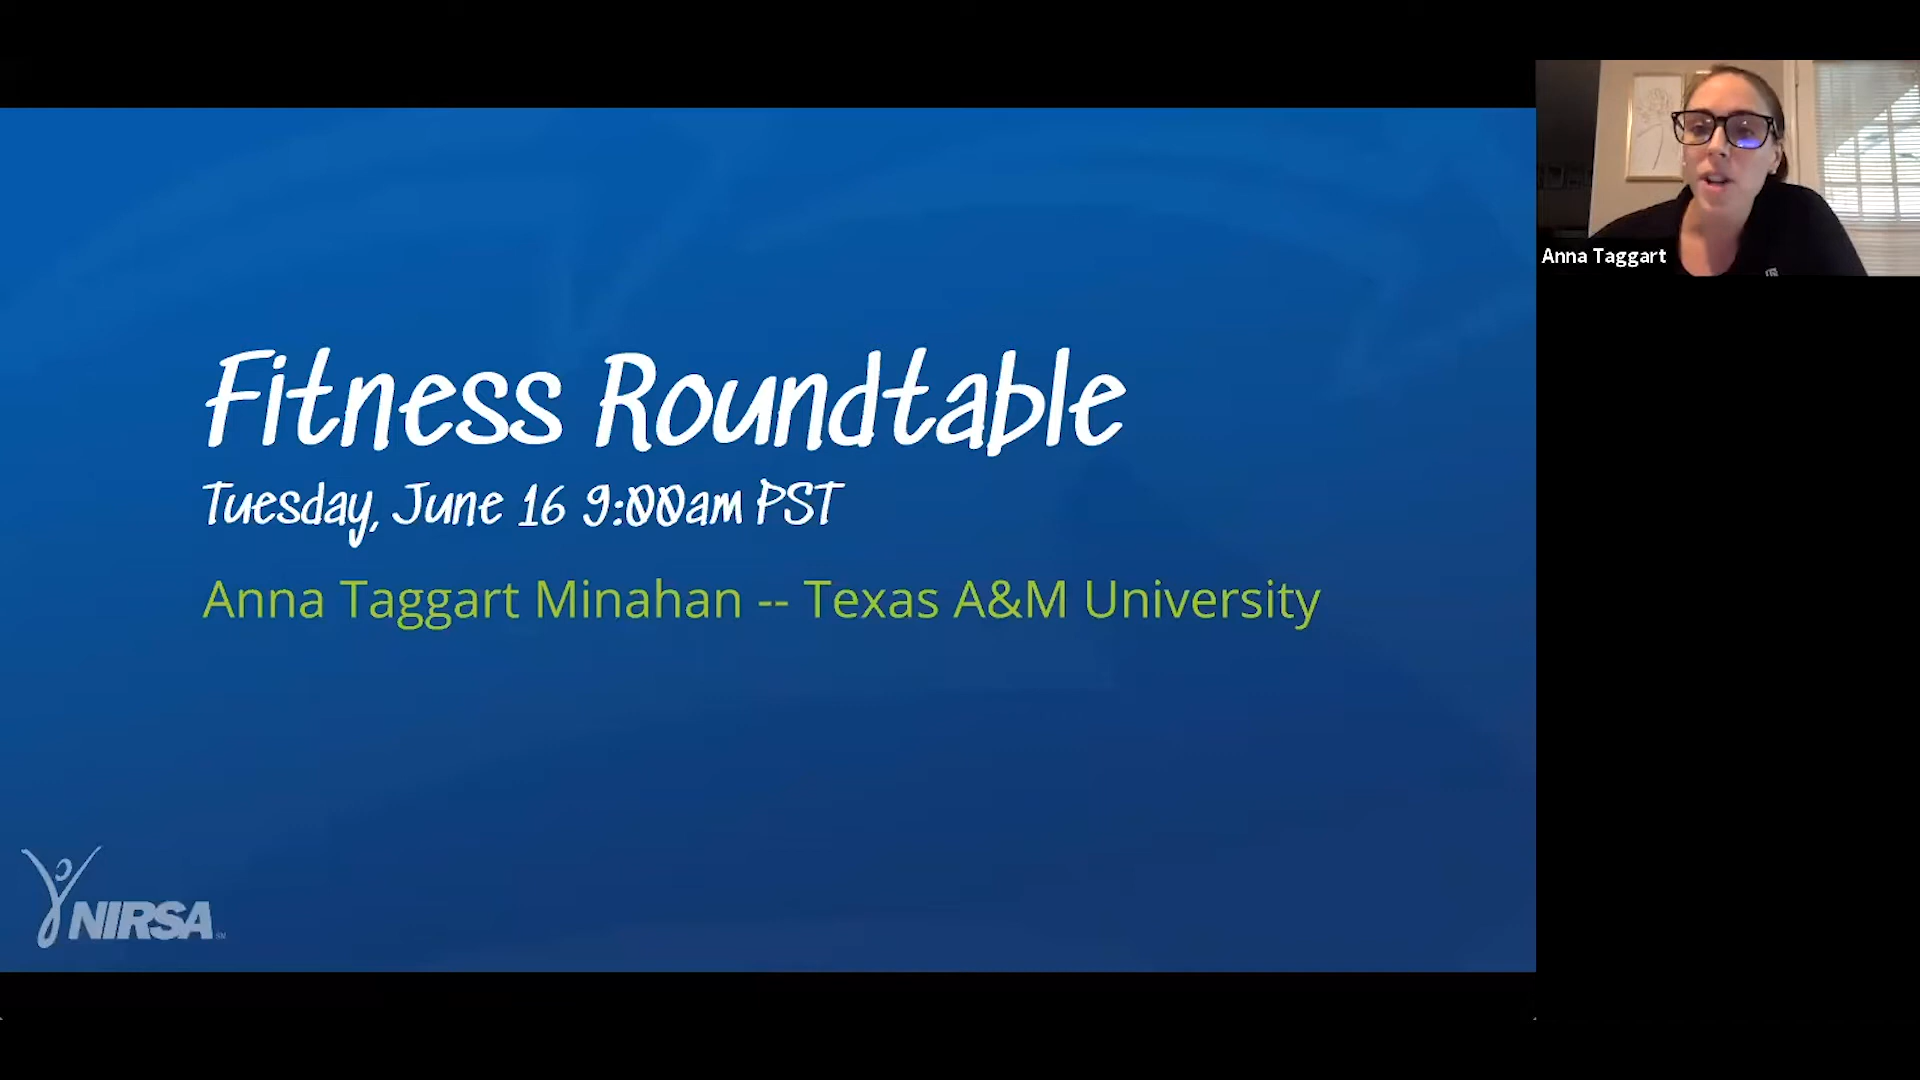 Fitness Roundtable
Tuesday, June 16 9:00am PST
Anna Taggart Minahan -- Texas A&M University
NIRSA
Anna Taggart